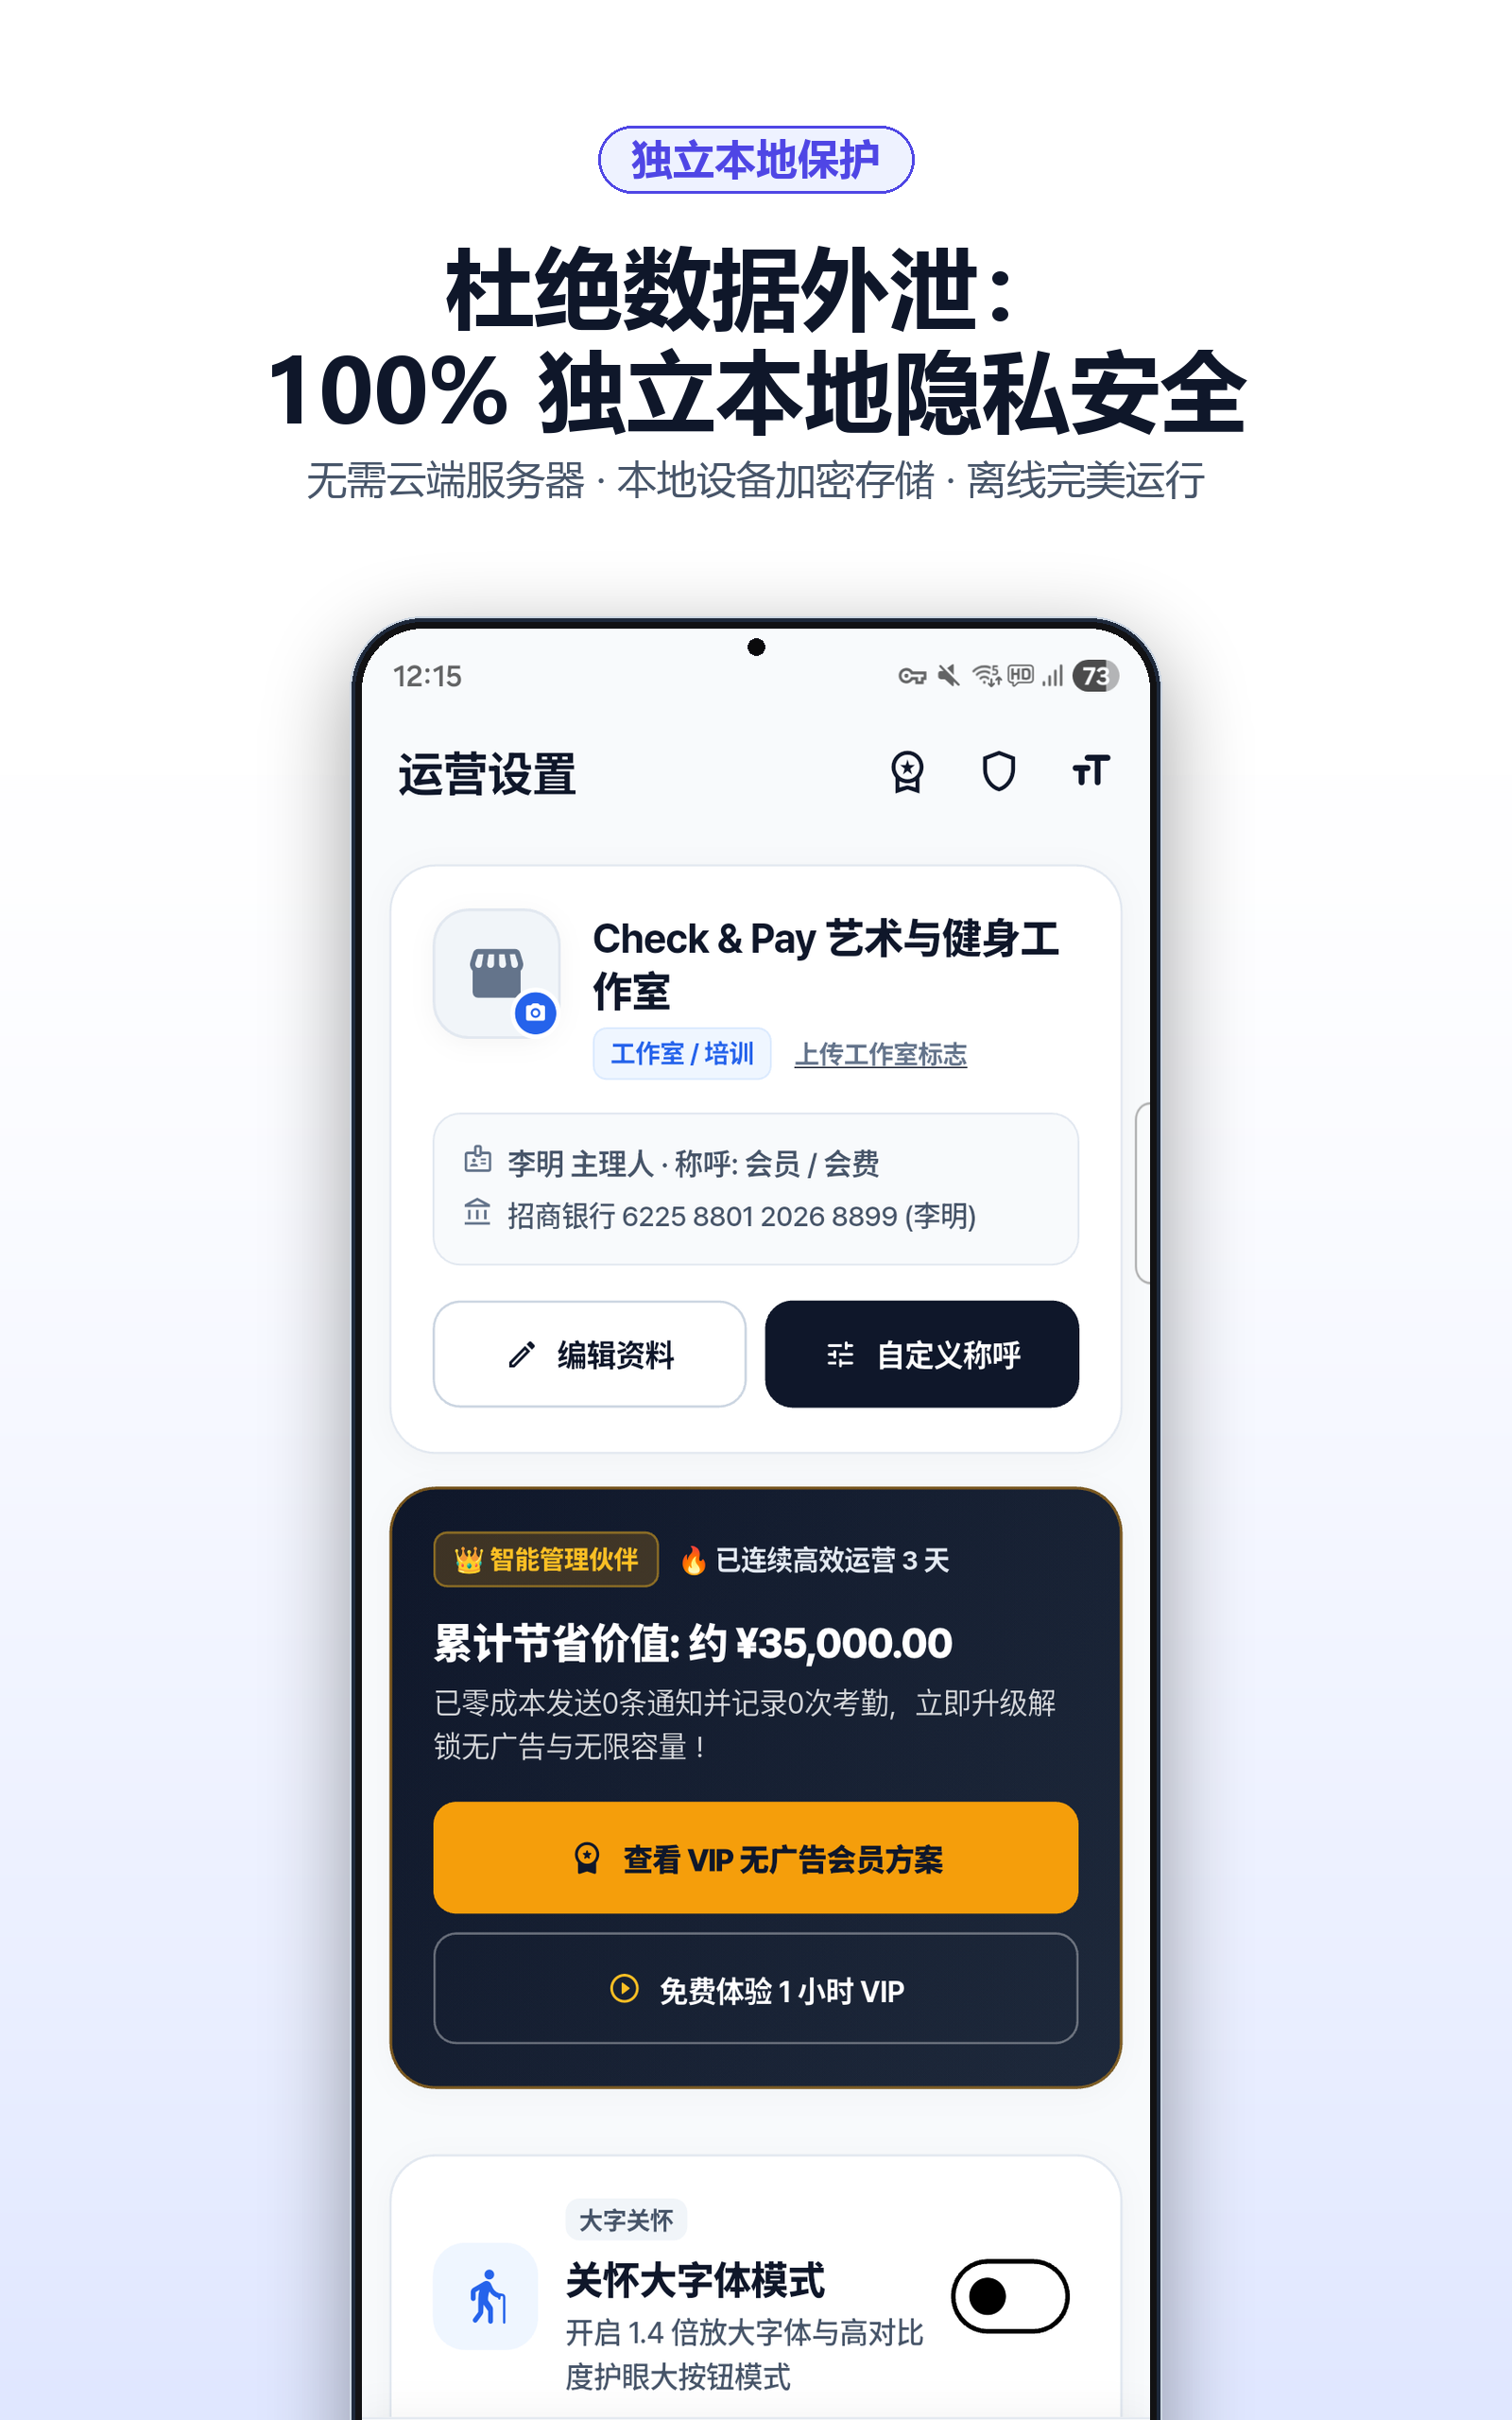 独立本地保护
杜绝数据外泄：
100% 独立本地隐私安全
无需云端服务器 · 本地设备加密存储 · 离线完美运行
12:15
5
HD
73
运营设置
Check & Pay 艺术与健身工
作室
工作室 / 培训
上传工作室标志
李明 主理人 · 称呼: 会员 / 会费
招商银行 6225 8801 2026 8899 (李明)
编辑资料
自定义称呼
👑 智能管理伙伴
🔥 已连续高效运营 3 天
累计节省价值: 约 ¥35,000.00
已零成本发送0条通知并记录0次考勤，立即升级解
锁无广告与无限容量！
查看 VIP 无广告会员方案
免费体验 1 小时 VIP
大字关怀
关怀大字体模式
开启 1.4 倍放大字体与高对比
度护眼大按钮模式